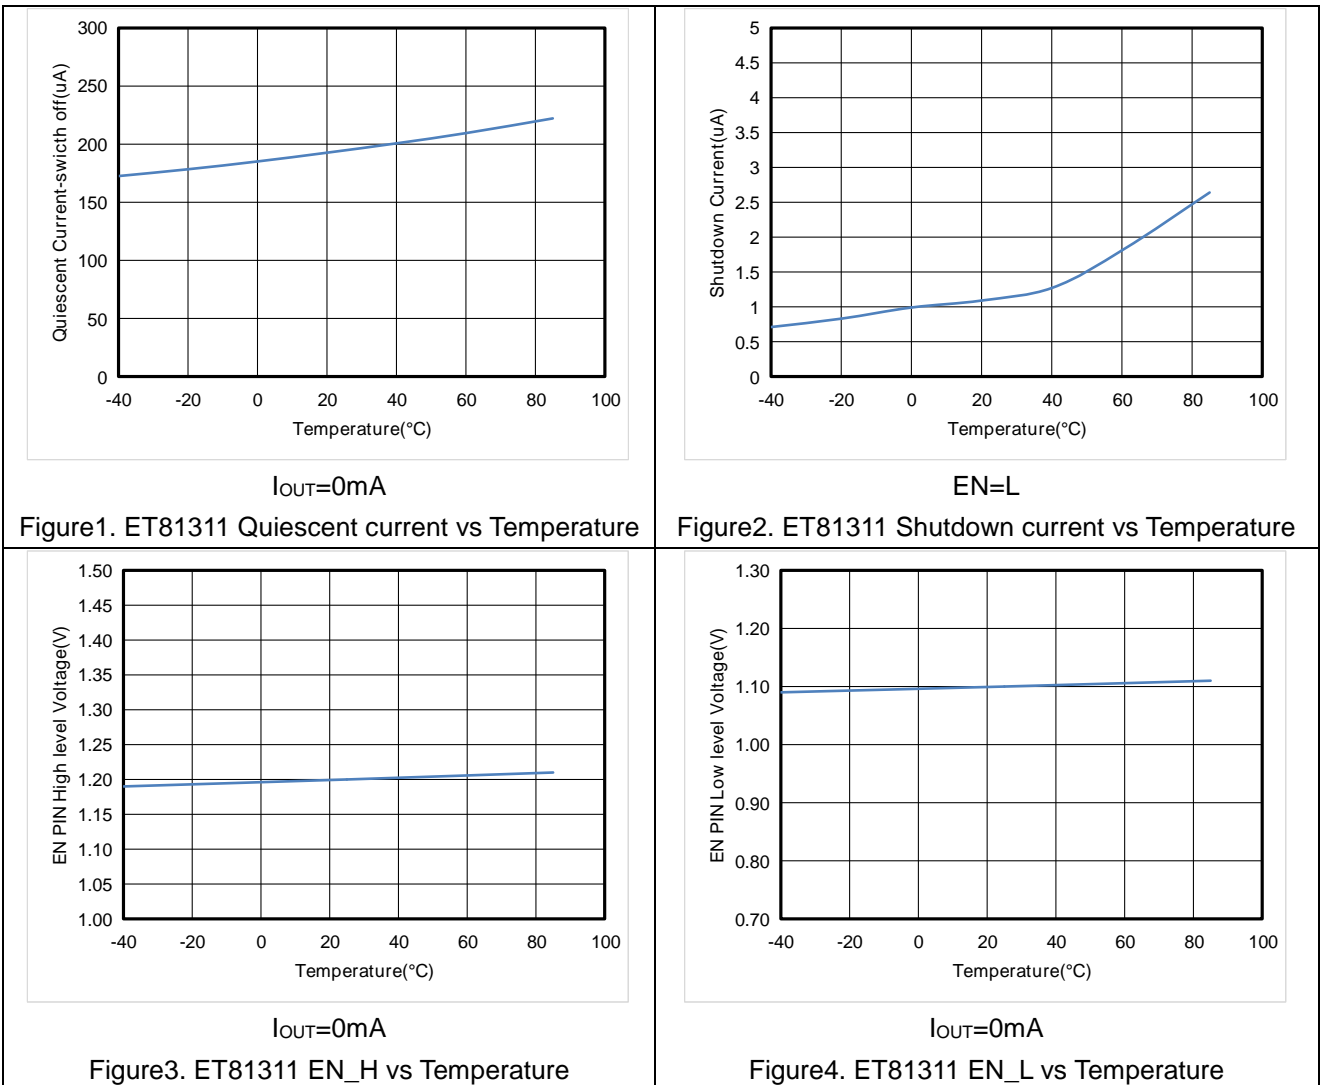 300
250
200
150
100
50
0
Quiescent Current-swicth off(uA)
-40 -20 0 20 40 60 80 100
Temperature(°C)
IOUT=0mA
Figure1. ET81311 Quiescent current vs Temperature
5
4.5
4
3.5
3
2.5
2
1.5
1
0.5
0
Shutdown Current(uA)
-40 -20 0 20 40 60 80 100
Temperature(°C)
EN=L
Figure2. ET81311 Shutdown current vs Temperature
1.50
1.45
1.40
1.35
1.30
1.25
1.20
1.15
1.10
1.05
1.00
EN PIN High level Voltage(V)
-40 -20 0 20 40 60 80 100
Temperature(°C)
IOUT=0mA
Figure3. ET81311 EN_H vs Temperature
1.30
1.20
1.10
1.00
0.90
0.80
0.70
EN PIN Low level Voltage(V)
-40 -20 0 20 40 60 80 100
Temperature(°C)
IOUT=0mA
Figure4. ET81311 EN_L vs Temperature